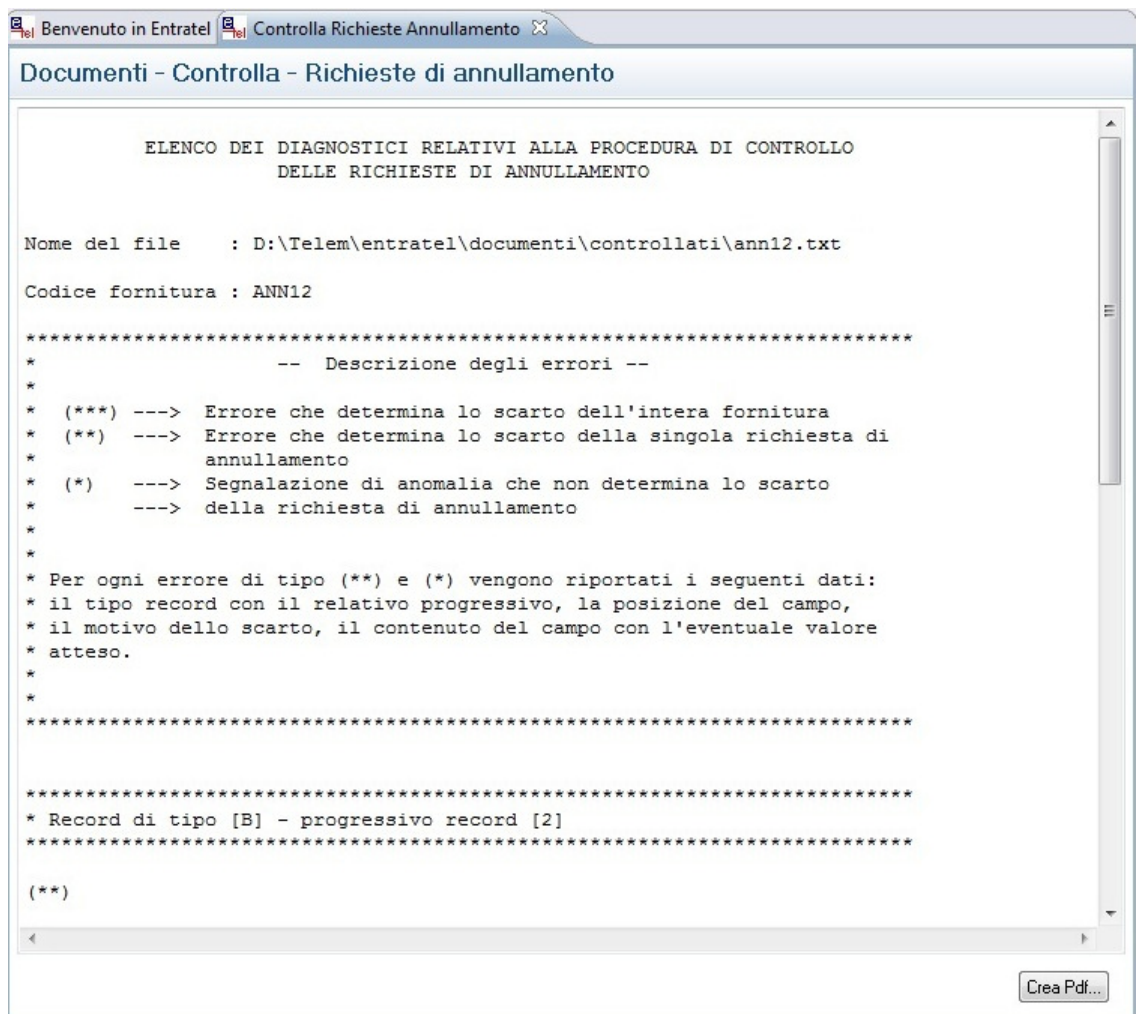 Benvenuto in Entratel Controlla Richieste Annullamento
Documenti - Controlla - Richieste di annullamento
ELENCO DEI DIAGNOSTICI RELATIVI ALLA PROCEDURA DI CONTROLLO
DELLE RICHIESTE DI ANNULLAMENTO
Nome del file    : D:\Telem\entratel\documenti\controllati\ann12.txt
Codice fornitura : ANN12
**************************************************************************
*                    --  Descrizione degli errori --
*
*  (***) ---> Errore che determina lo scarto dell'intera fornitura
*  (**)  ---> Errore che determina lo scarto della singola richiesta di
*             annullamento
*  (*)   ---> Segnalazione di anomalia che non determina lo scarto
*        ---> della richiesta di annullamento
*
*
* Per ogni errore di tipo (**) e (*) vengono riportati i seguenti dati:
* il tipo record con il relativo progressivo, la posizione del campo,
* il motivo dello scarto, il contenuto del campo con l'eventuale valore
* atteso.
*
*
**************************************************************************
**************************************************************************
* Record di tipo [B] - progressivo record [2]
**************************************************************************
(**)
Crea Pdf...